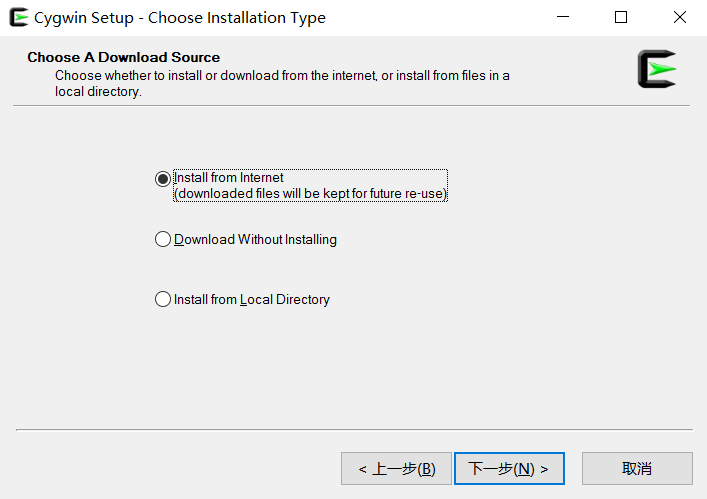 Cygwin Setup - Choose Installation Type
Choose A Download Source
Choose whether to install or download from the internet, or install from files in a
local directory.
Install from Internet
(downloaded files will be kept for future re-use)
Download Without Installing
Install from Local Directory
< 上一步(B)
下一步(N) >
取消